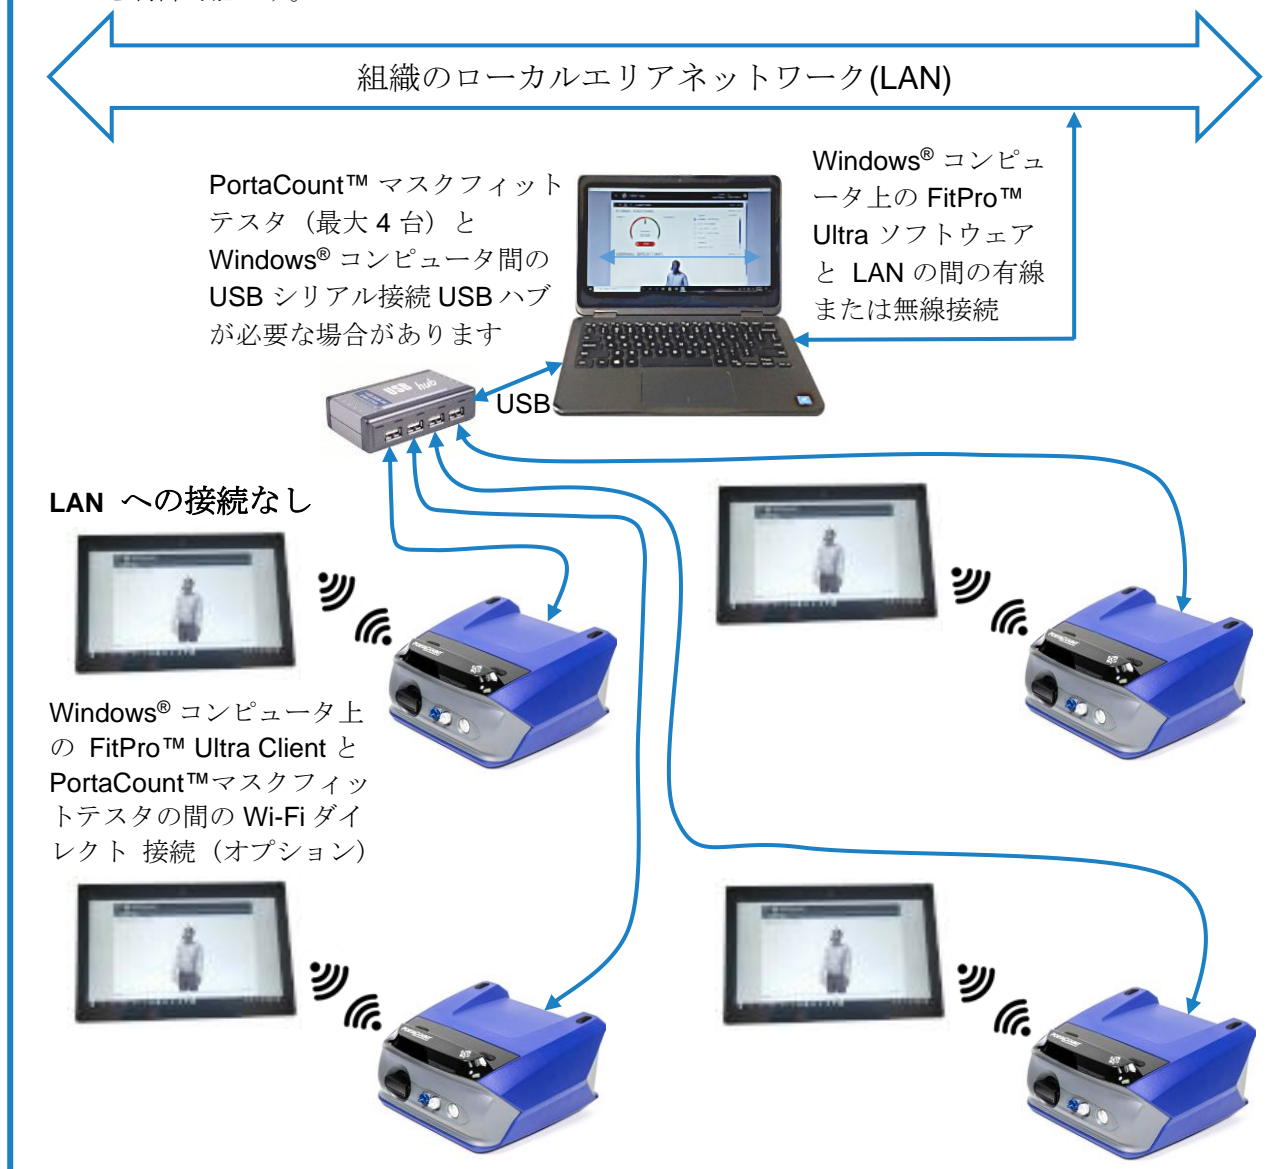 組織のローカルエリアネットワーク(LAN)
PortaCount™ マスクフィット
テスタ（最大 4 台）と
Windows® コンピュータ間の
USB シリアル接続 USB ハブ
が必要な場合があります
Windows® コンピュ
ータ上の FitPro™
Ultra ソフトウェア
と LAN の間の有線
または無線接続
USB hub
USB
LAN への接続なし
Windows® コンピュータ上
の FitPro™ Ultra Client と
PortaCount™マスクフィッ
トテスタの間の Wi-Fi ダイ
レクト 接続（オプション）